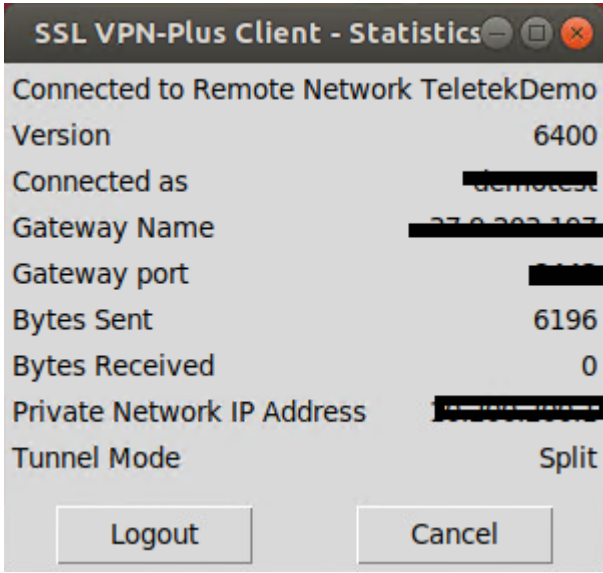 SSL VPN-Plus Client - Statistics
Connected to Remote Network TeletekDemo
Version 6400
Connected as
Gateway Name
Gateway port
Bytes Sent 6196
Bytes Received 0
Private Network IP Address
Tunnel Mode Split
Logout Cancel